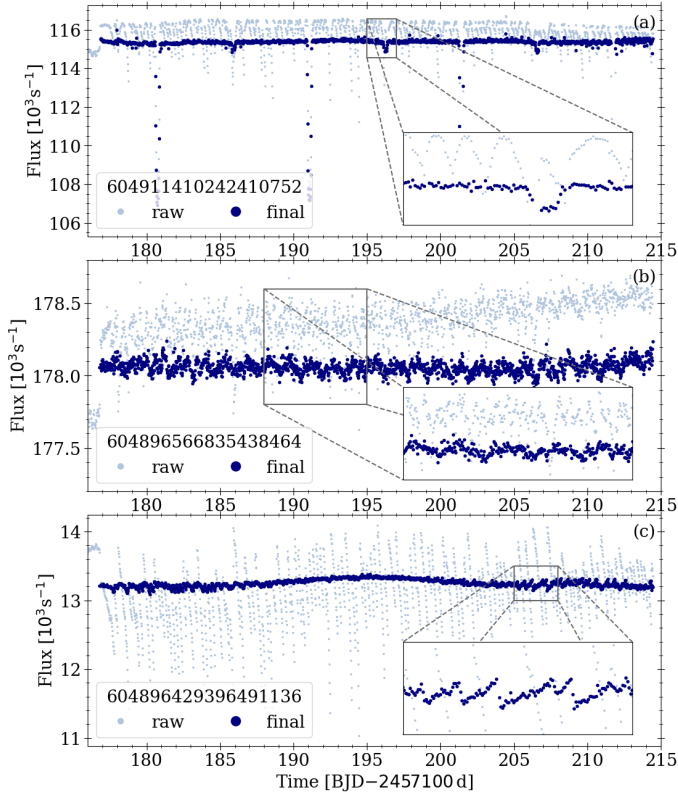 (a)
116
114
112
110
108
106
Flux [10³s⁻¹]
604911410242410752
raw final
180 185 190 195 200 205 210 215
(b)
178.5
178.0
177.5
Flux [10³s⁻¹]
604896566835438464
raw final
180 185 190 195 200 205 210 215
(c)
14
13
12
11
Flux [10³s⁻¹]
604896429396491136
raw final
180 185 190 195 200 205 210 215
Time [BJD−2457100 d]